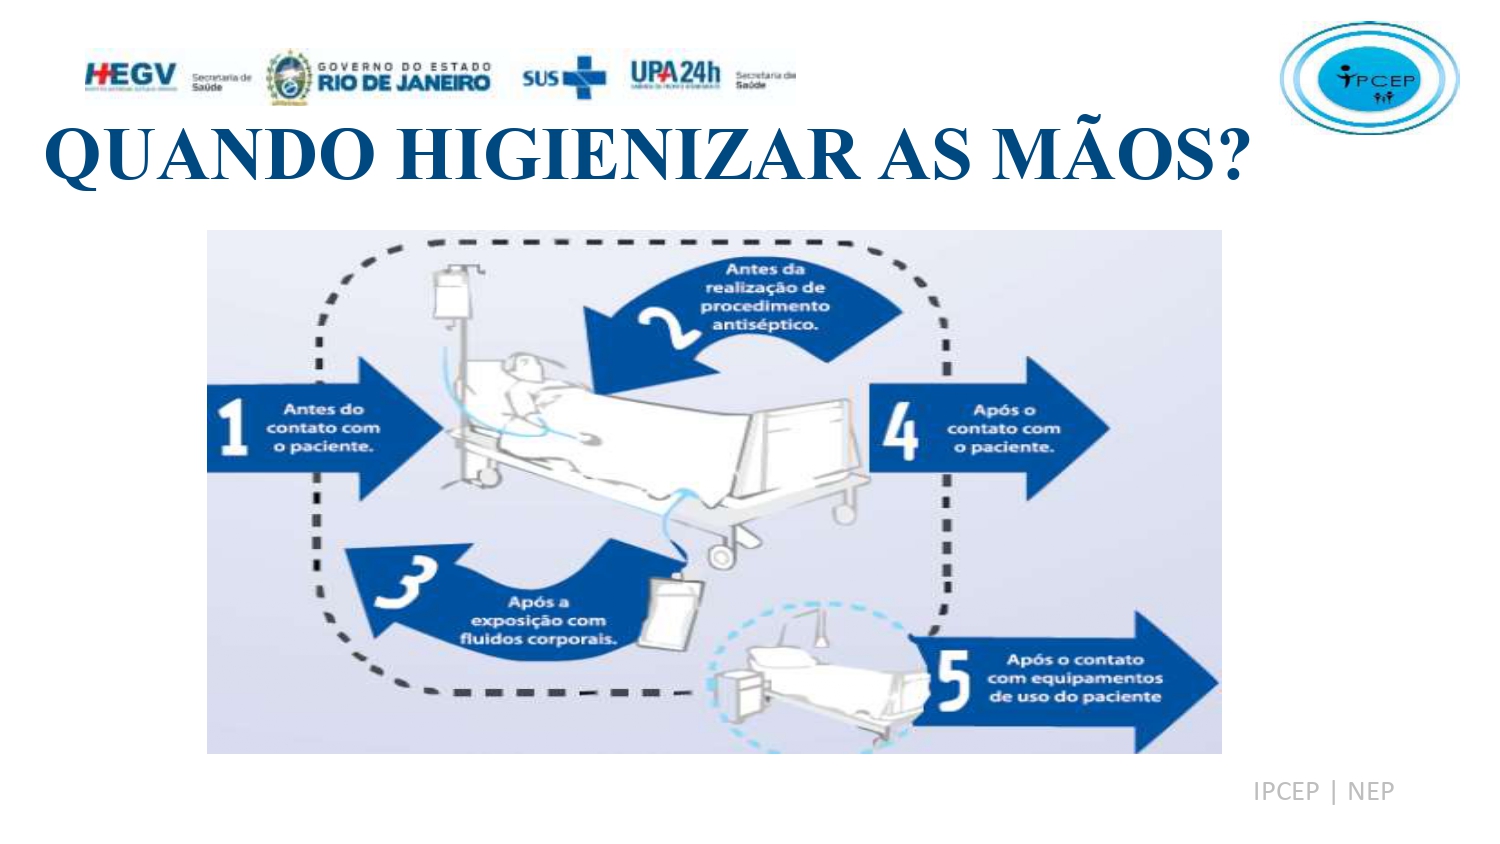 HEGV
Secretaria de
Saúde
GOVERNO DO ESTADO
RIO DE JANEIRO
SUS
UPA24h
Secretaria de
Saúde
IPCEP
QUANDO HIGIENIZAR AS MÃOS?
1
Antes do
contato com
o paciente.
2
Antes da
realização de
procedimento
antiséptico.
3
Após a
exposição com
fluidos corporais.
4
Após o
contato com
o paciente.
5
Após o contato
com equipamentos
de uso do paciente
IPCEP | NEP